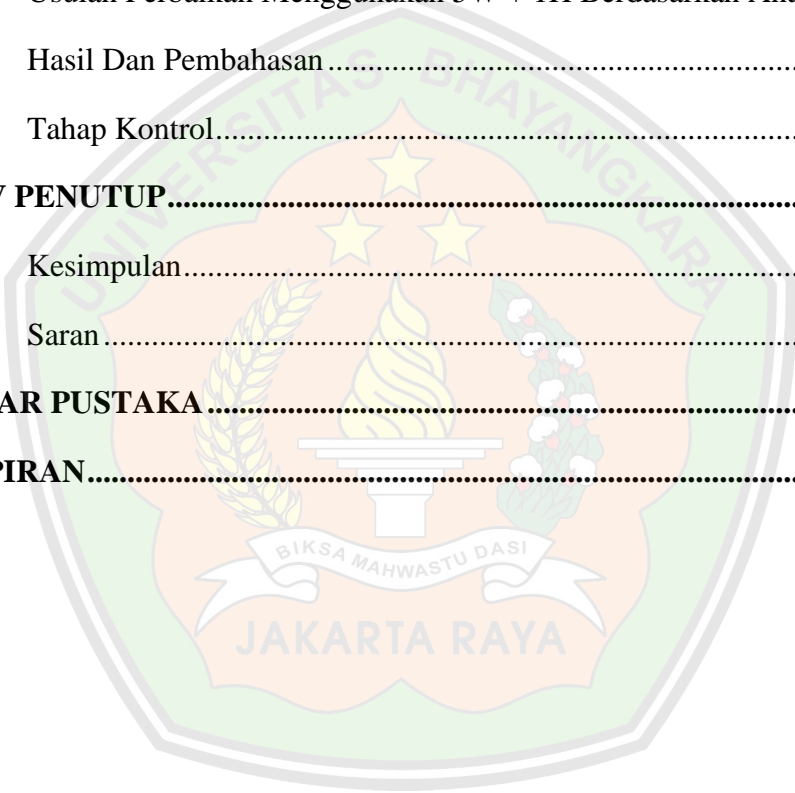 Usulan Perbaikan Menggunakan 5W + 1H Berdasarkan
Hasil Dan Pembahasan ........................................................
Tahap Kontrol........................................................................
V PENUTUP...........................................................................
Kesimpulan............................................................................
Saran ......................................................................................
AR PUSTAKA ......................................................................
PIRAN....................................................................................
UNIVERSITAS BHAYANGKARA
BIKSA MAHWASTU DASI
JAKARTA RAYA